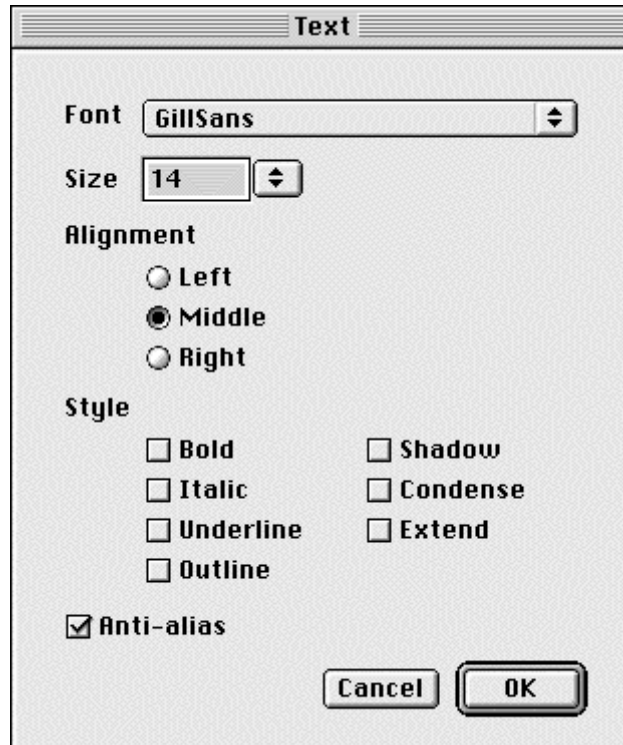 Text
Font GillSans
Size 14
Alignment
Left
Middle
Right
Style
Bold Shadow
Italic Condense
Underline Extend
Outline
Anti-alias
Cancel OK